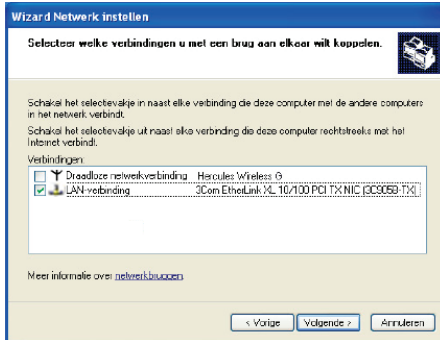 Wizard Netwerk instellen
Selecteer welke verbindingen u met een brug aan elkaar wilt koppelen.
Schakel het selectievakje in naast elke verbinding die deze computer met de andere computers
in het netwerk verbindt.
Schakel het selectievakje uit naast elke verbinding die deze computer rechtstreeks met het
Internet verbindt.
Verbindingen:
Draadloze netwerkverbinding Hercules Wireless G
LAN-verbinding 3Com EtherLink XL 10/100 PCI TX NIC (3C905B-TX)
Meer informatie over netwerkbruggen.
< Vorige Volgende > Annuleren